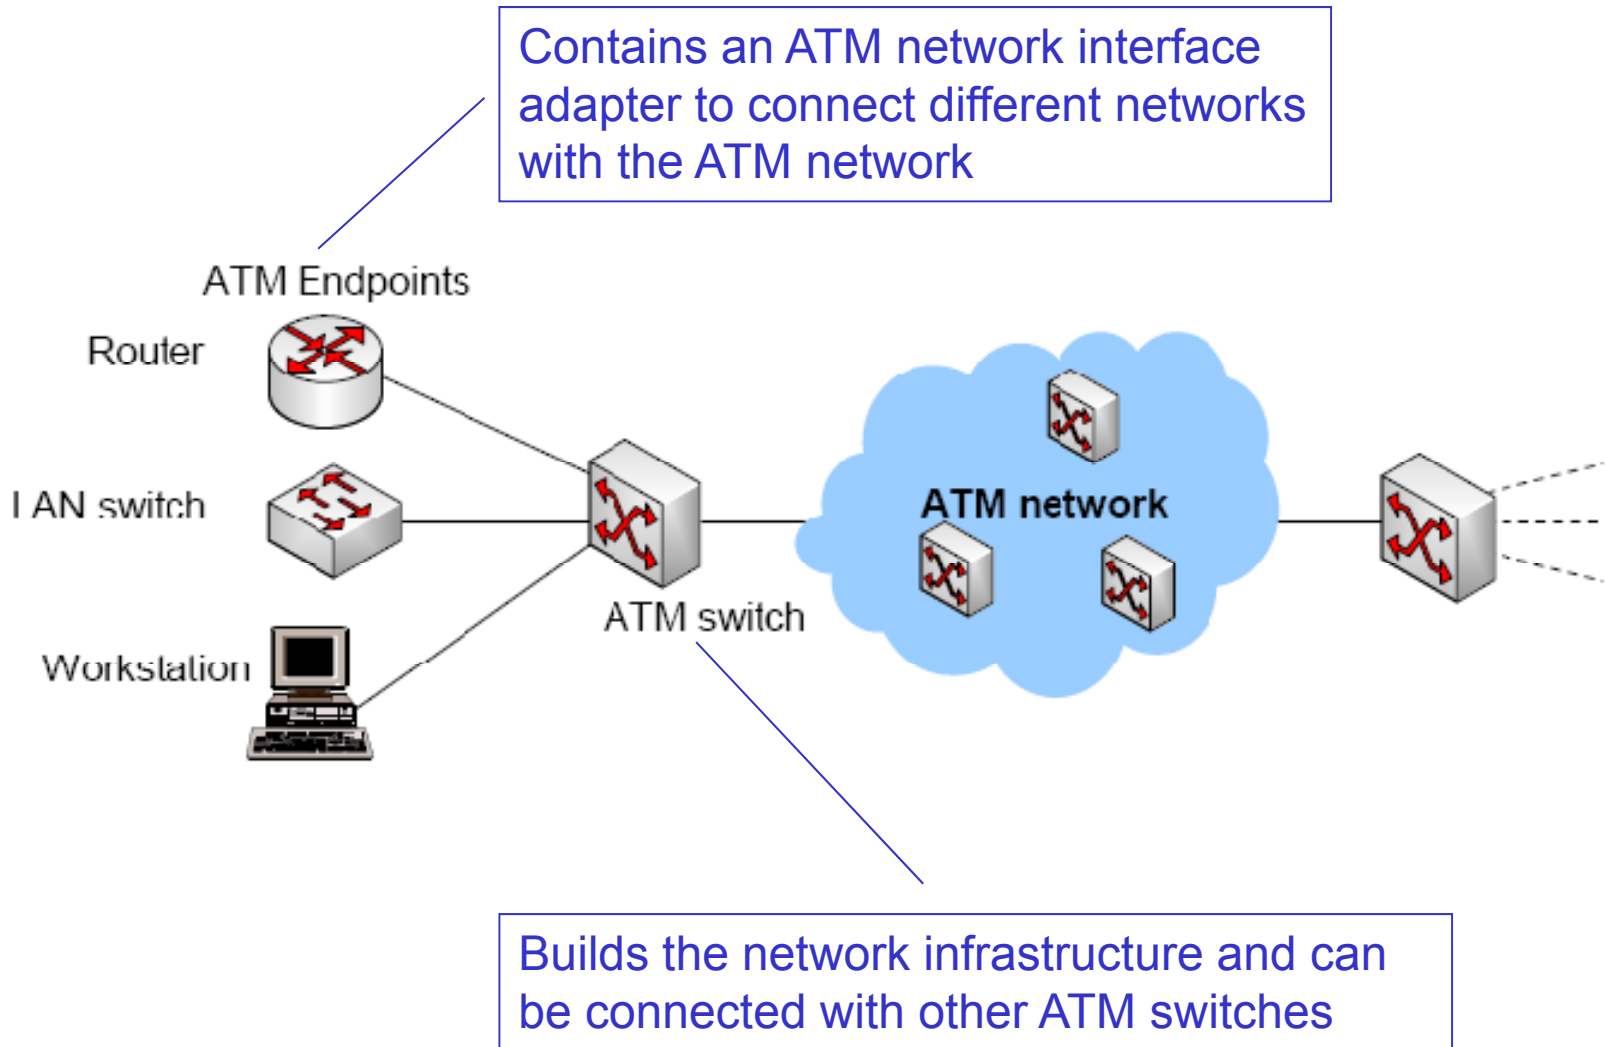 Contains an ATM network interface
adapter to connect different networks
with the ATM network
ATM Endpoints
Router
LAN switch
Workstation
ATM switch
ATM network
Builds the network infrastructure and can
be connected with other ATM switches